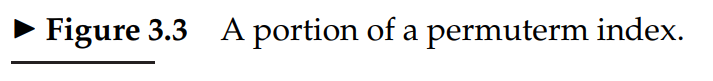 ► Figure 3.3 A portion of a permuterm index.